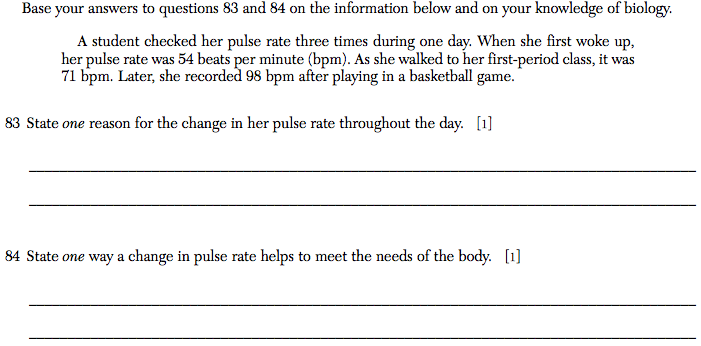 Base your answers to questions 83 and 84 on the information below and on your knowledge of biology.
A student checked her pulse rate three times during one day. When she first woke up,
her pulse rate was 54 beats per minute (bpm). As she walked to her first-period class, it was
71 bpm. Later, she recorded 98 bpm after playing in a basketball game.
83 State one reason for the change in her pulse rate throughout the day. [1]
84 State one way a change in pulse rate helps to meet the needs of the body. [1]